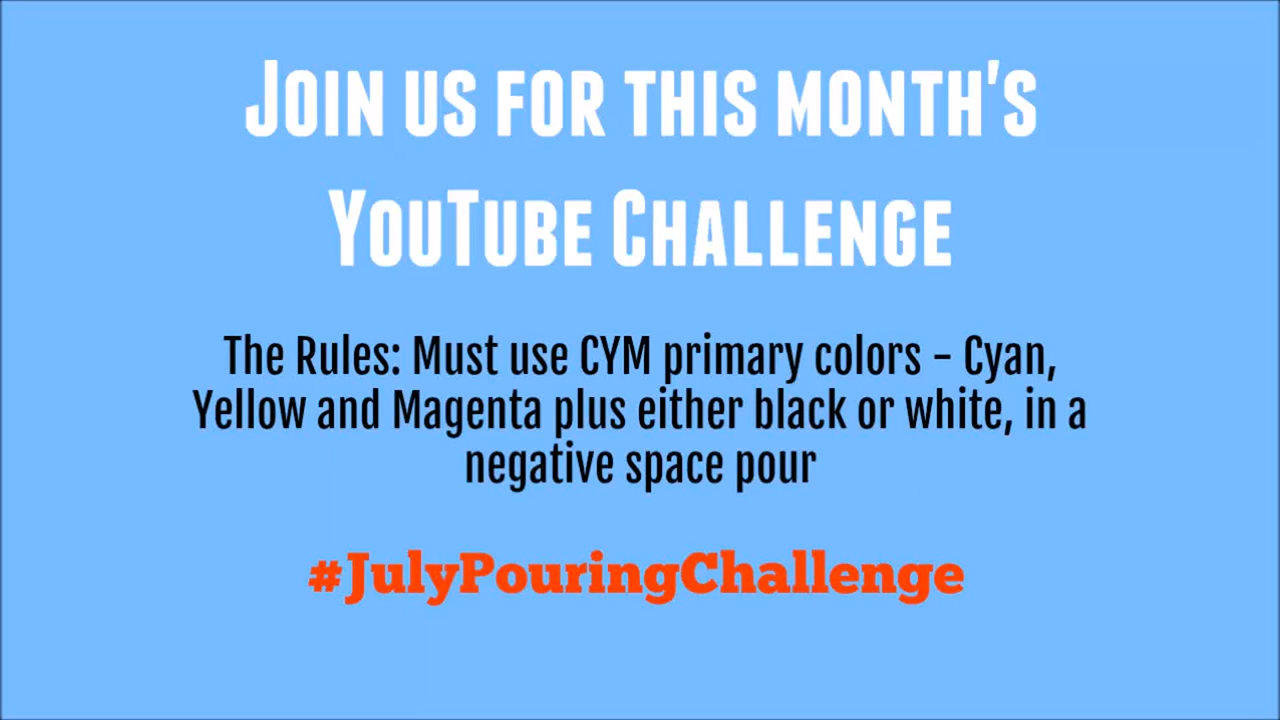 Join us for this month's
YouTube Challenge
The Rules: Must use CYM primary colors - Cyan,
Yellow and Magenta plus either black or white, in a
negative space pour
#JulyPouringChallenge